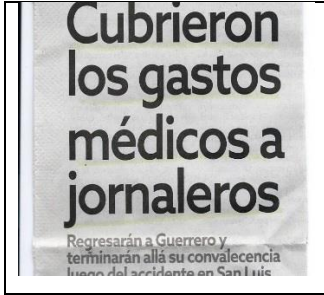 Cubrieron
los gastos
médicos a
jornaleros
Regresarán a Guerrero y
terminarán allá su convalecencia
luego del accidente en San Luis